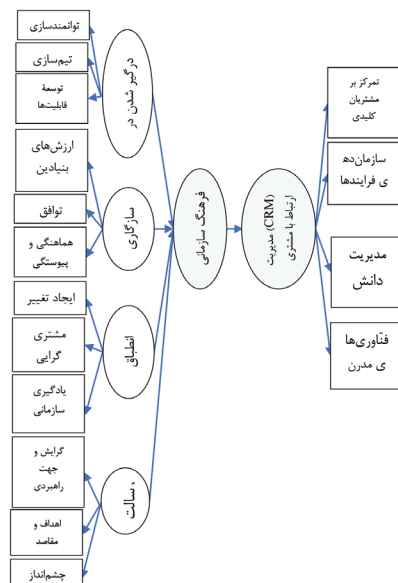 توانمندسازی
تیم‌سازی
توسعهٔ
قابلیت‌ها
درگیر شدن در
ارزش‌های
بنیادین
توافق
هماهنگی و
پیوستگی
سازگاری
ایجاد تغییر
مشتری
گرایی
یادگیری
سازمانی
انطباق
گرایش و
جهت
راهبردی
اهداف و
مقاصد
چشم‌انداز
سالت
فرهنگ سازمانی
مدیریت (CRM)
ارتباط با مشتری
تمرکز بر
مشتریان
کلیدی
سازمان‌ده
ی فرایندها
مدیریت
دانش
فنّاوری‌ها
ی مدرن